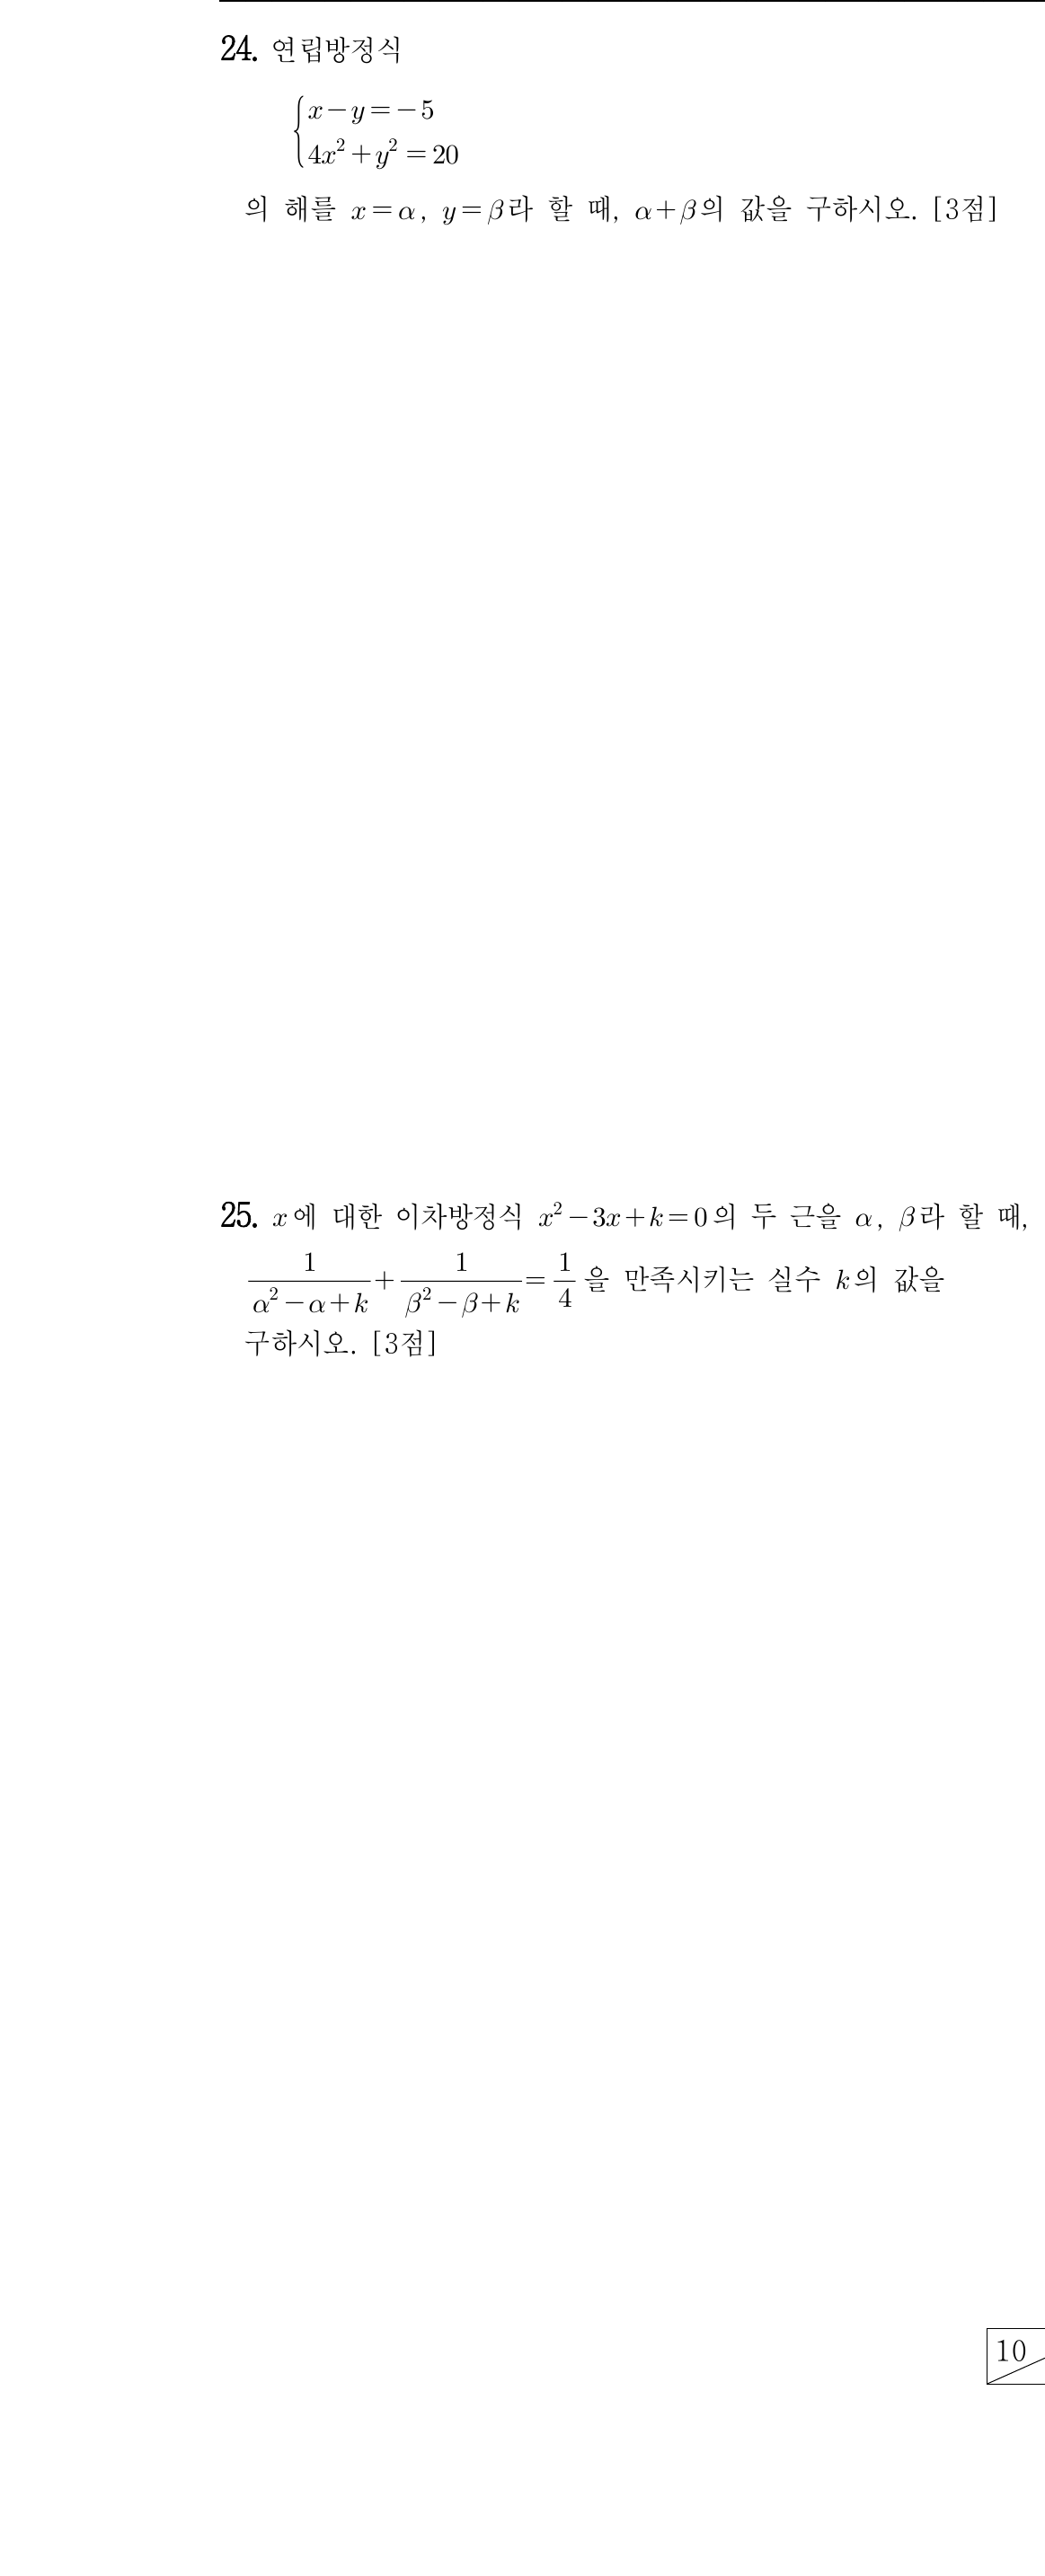 24. 연립방정식
x−y=−5
4x²+y²=20
의 해를 x=α, y=β라 할 때, α+β의 값을 구하시오. [3점]
25. x에 대한 이차방정식 x²−3x+k=0의 두 근을 α, β라 할 때,
1/(α²−α+k)+1/(β²−β+k)=1/4을 만족시키는 실수 k의 값을
구하시오. [3점]
10